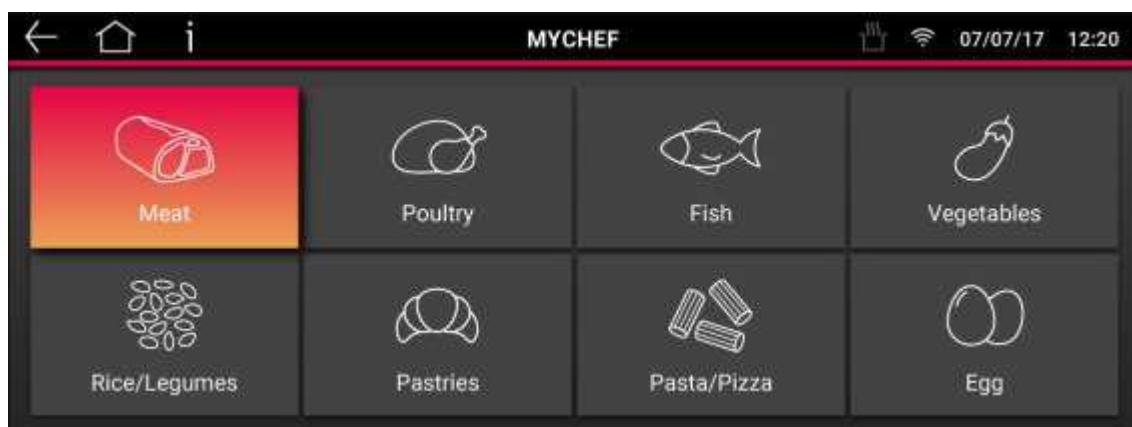 MYCHEF 07/07/17 12:20
Meat Poultry Fish Vegetables
Rice/Legumes Pastries Pasta/Pizza Egg